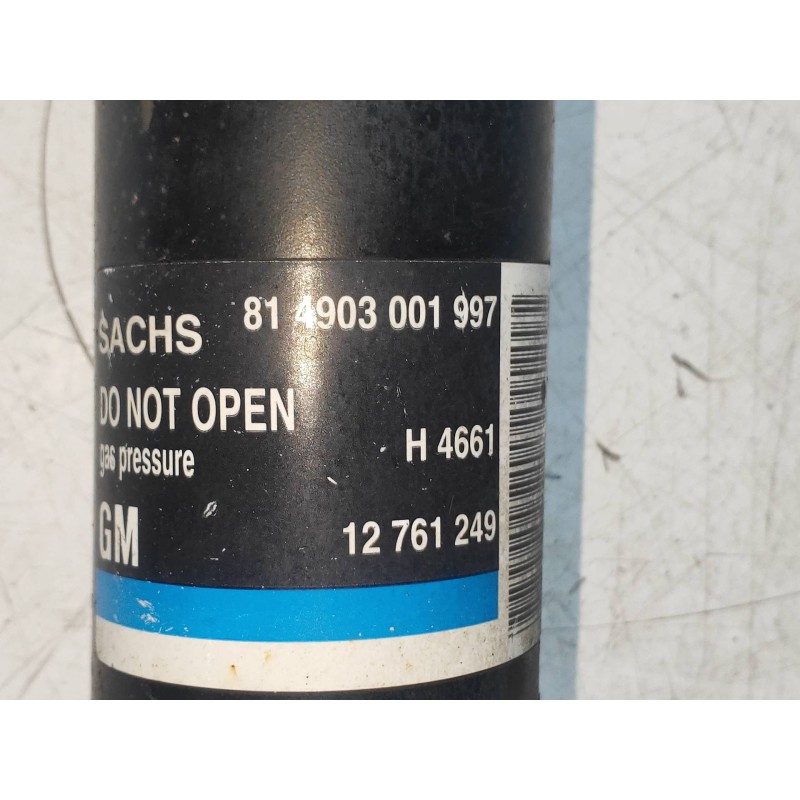 SACHS 81 4903 001 997
DO NOT OPEN
gas pressure H 4661
GM 12 761 249